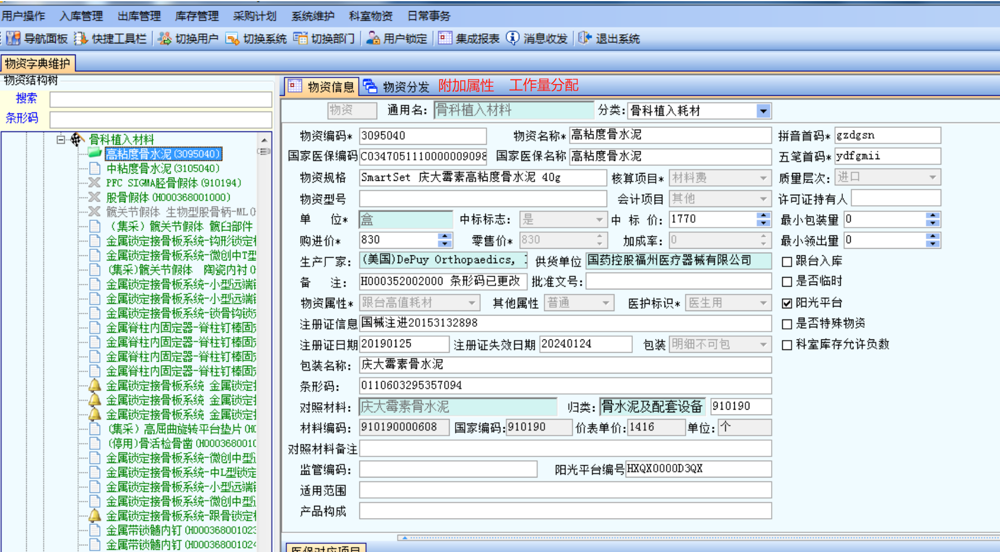 用户操作 入库管理 出库管理 库存管理 采购计划 系统维护 科室物资 日常事务
导航面板 快捷工具栏 切换用户 切换系统 切换部门 用户锁定 集成报表 消息收发 退出系统
物资字典维护
物资结构树
搜索
条形码
骨科植入材料
高粘度骨水泥(3095040)
中粘度骨水泥(3105040)
PFC SIGMA胫骨假体(910194)
股骨假体(H000368001000)
髋关节假体 生物型股骨柄-ML(
(集采)髋关节假体 髋臼部件
金属锁定接骨板系统-钩形锁定
金属锁定接骨板系统-微创中T型
(集采)髋关节假体 陶瓷内衬(
金属锁定接骨板系统-小型远端
金属锁定接骨板系统-小型远端
金属锁定接骨板系统-锁骨钩锁
金属脊柱内固定器-脊柱钉棒固
金属脊柱内固定器-脊柱钉棒固
金属脊柱内固定器-脊柱钉棒固
金属脊柱内固定器-脊柱钉棒固
金属锁定接骨板系统 金属锁定
金属锁定接骨板系统 金属锁定
金属锁定接骨板系统 金属锁定
(集采)高屈曲旋转平台垫片(
(停用)骨活检骨凿(H0003680010
金属锁定接骨板系统-微创中型
金属锁定接骨板系统-中L型锁定
金属锁定接骨板系统-小型远端
金属锁定接骨板系统-微创中型
金属锁定接骨板系统-跟骨锁定
金属带锁髓内钉(H000368001023
金属带锁髓内钉(H000368001024
物资信息 物资分发 附加属性 工作量分配
物资 通用名: 骨科植入材料 分类: 骨科植入耗材
物资编码* 3095040 物资名称* 高粘度骨水泥 拼音首码* gzdgsn
国家医保编码 C0347051110000009098 国家医保名称 高粘度骨水泥 五笔首码* ydfgmii
物资规格 SmartSet 庆大霉素高粘度骨水泥 40g 核算项目* 材料费 质量层次: 进口
物资型号 会计项目 其他 许可证持有人
单 位* 盒 中标标志: 是 中 标 价: 1770 最小包装量 0
购进价* 830 零售价* 830 加成率: 0 最小领出量 0
生产厂家: (美国)DePuy Orthopaedics, 供货单位 国药控股福州医疗器械有限公司 跟台入库
备 注: H000352002000 条形码已更改 批准文号: 是否临时
物资属性* 跟台高值耗材 其他属性 普通 医护标识* 医生用 阳光平台
注册证信息 国械注进20153132898 是否特殊物资
注册证日期 20190125 注册证失效日期 20240124 包装 明细不可包 科室库存允许负数
包装名称: 庆大霉素骨水泥
条形码: 0110603295357094
对照材料: 庆大霉素骨水泥 归类: 骨水泥及配套设备 910190
材料编码: 910190000608 国家编码: 910190 价表单价: 1416 单位: 个
对照材料备注
监管编码: 阳光平台编号 HXQX0000D3QX
适用范围
产品构成
医保对应项目